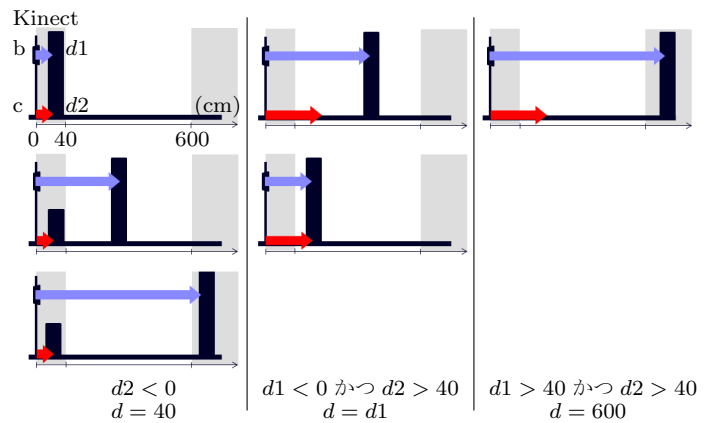 Kinect
b d1
c d2 (cm)
0 40 600
d2 < 0
d = 40
d1 < 0 かつ d2 > 40
d = d1
d1 > 40 かつ d2 > 40
d = 600